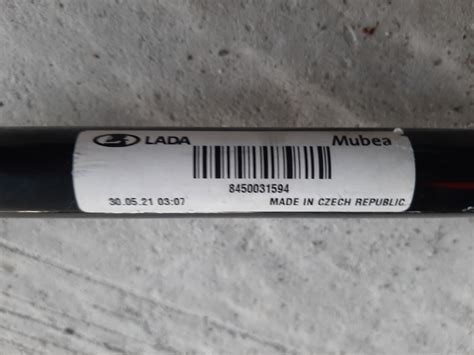 LADA Mubea
8450031594
30.05.21 03:07 MADE IN CZECH REPUBLIC